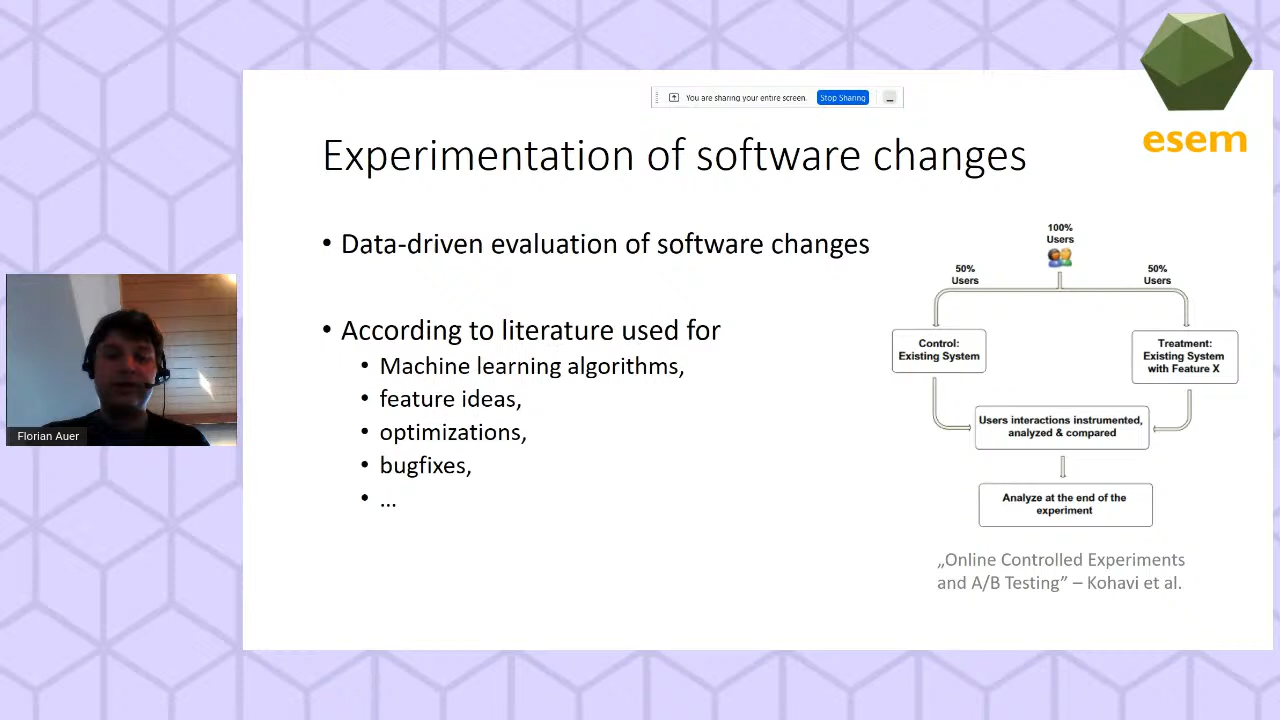 You are sharing your entire screen. Stop Sharing
esem
Experimentation of software changes
• Data-driven evaluation of software changes
• According to literature used for
• Machine learning algorithms,
• feature ideas,
• optimizations,
• bugfixes,
• ...
100%
Users
50%
Users
50%
Users
Control:
Existing System
Treatment:
Existing System
with Feature X
Users interactions instrumented,
analyzed & compared
Analyze at the end of the
experiment
„Online Controlled Experiments
and A/B Testing” – Kohavi et al.
Florian Auer